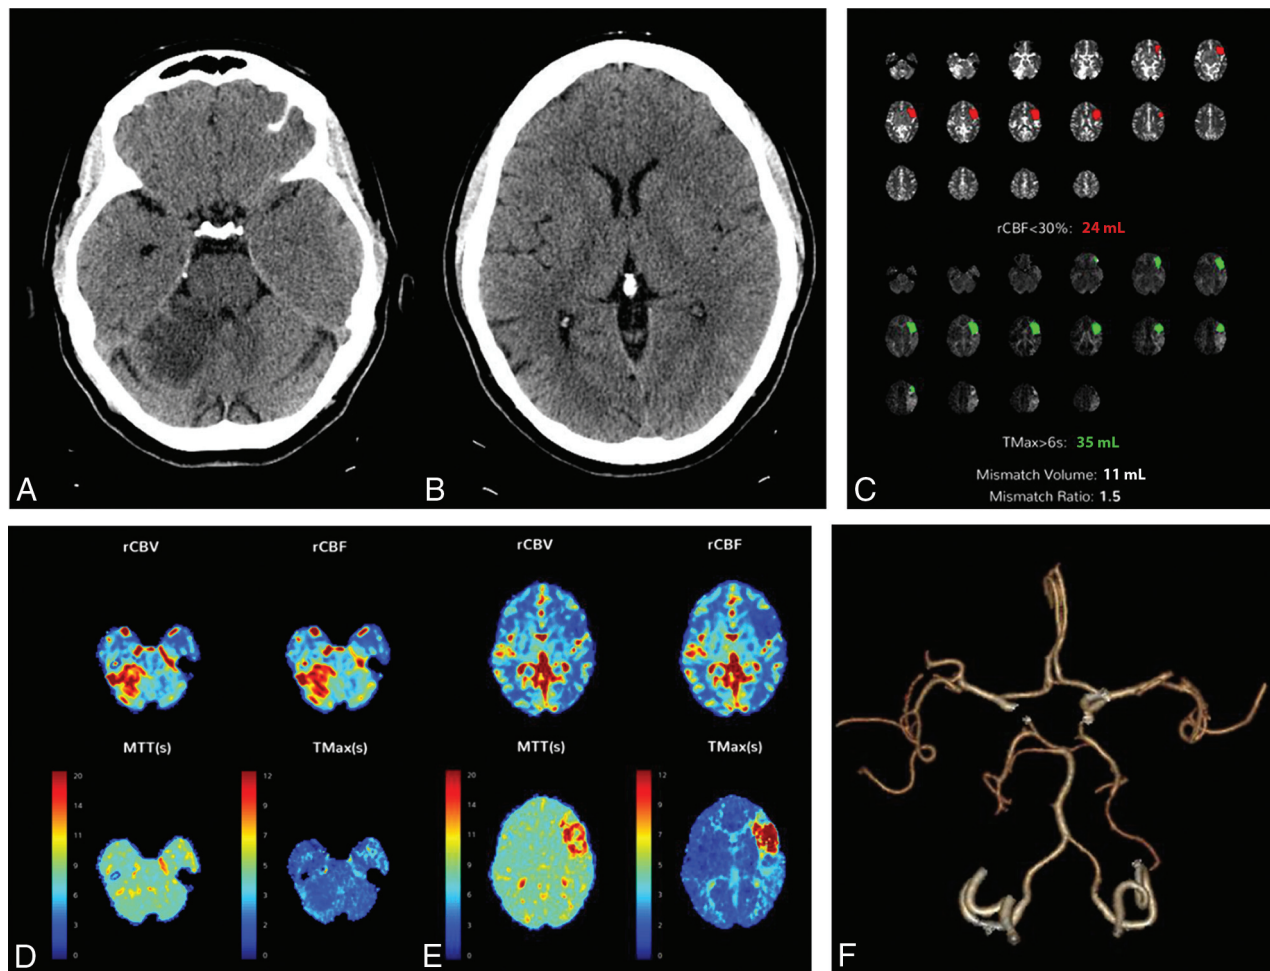 A
B
rCBF<30%: 24 mL
TMax>6s: 35 mL
Mismatch Volume: 11 mL
Mismatch Ratio: 1.5
C
rCBV
rCBF
MTT(s)
TMax(s)
20
14
11
9
6
3
0
12
9
7
5
3
2
0
D
rCBV
rCBF
MTT(s)
TMax(s)
20
14
11
9
6
3
0
12
9
7
5
3
2
0
E
F